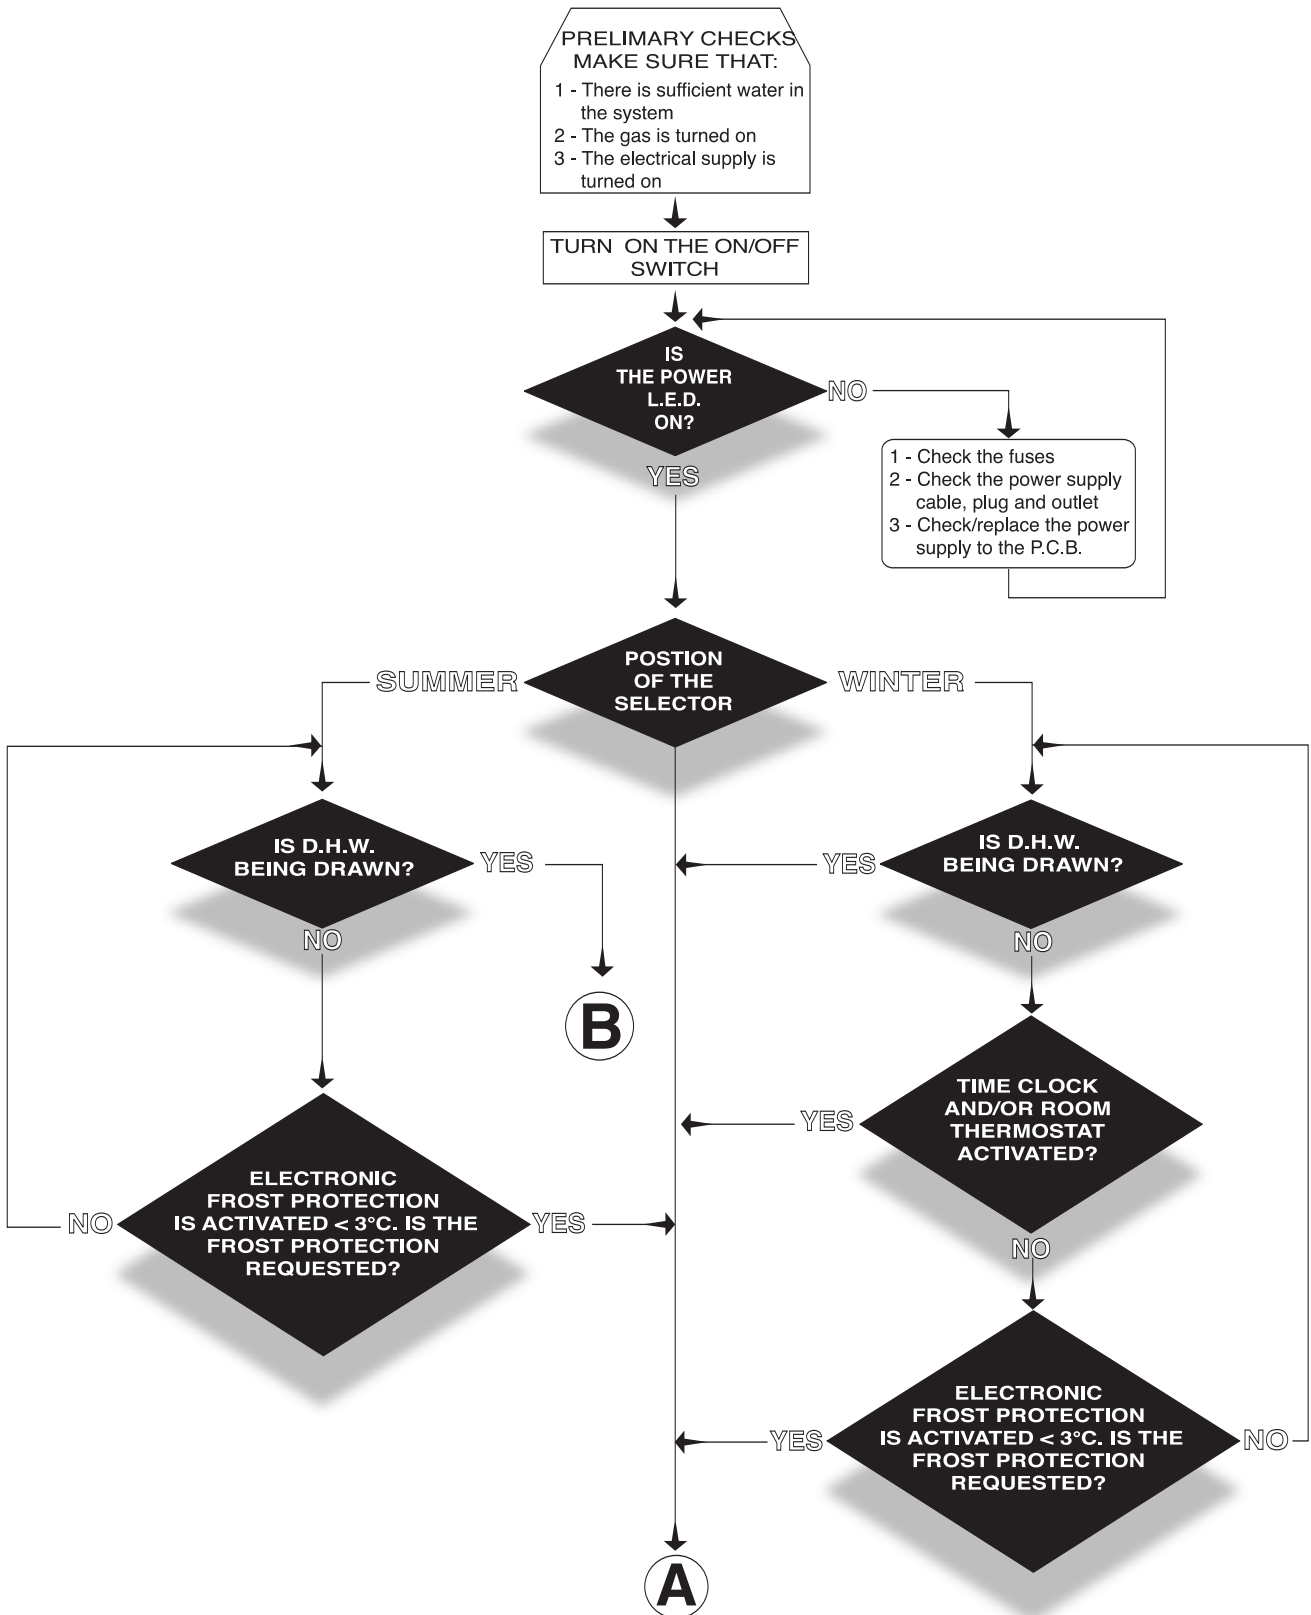 PRELIMARY CHECKS
MAKE SURE THAT:
1 - There is sufficient water in
the system
2 - The gas is turned on
3 - The electrical supply is
turned on
TURN ON THE ON/OFF
SWITCH
IS
THE POWER
L.E.D.
ON?
NO
YES
1 - Check the fuses
2 - Check the power supply
cable, plug and outlet
3 - Check/replace the power
supply to the P.C.B.
SUMMER
POSTION
OF THE
SELECTOR
WINTER
IS D.H.W.
BEING DRAWN?
YES
NO
B
YES
IS D.H.W.
BEING DRAWN?
NO
YES
TIME CLOCK
AND/OR ROOM
THERMOSTAT
ACTIVATED?
NO
NO
ELECTRONIC
FROST PROTECTION
IS ACTIVATED < 3°C. IS THE
FROST PROTECTION
REQUESTED?
YES
YES
ELECTRONIC
FROST PROTECTION
IS ACTIVATED < 3°C. IS THE
FROST PROTECTION
REQUESTED?
NO
A